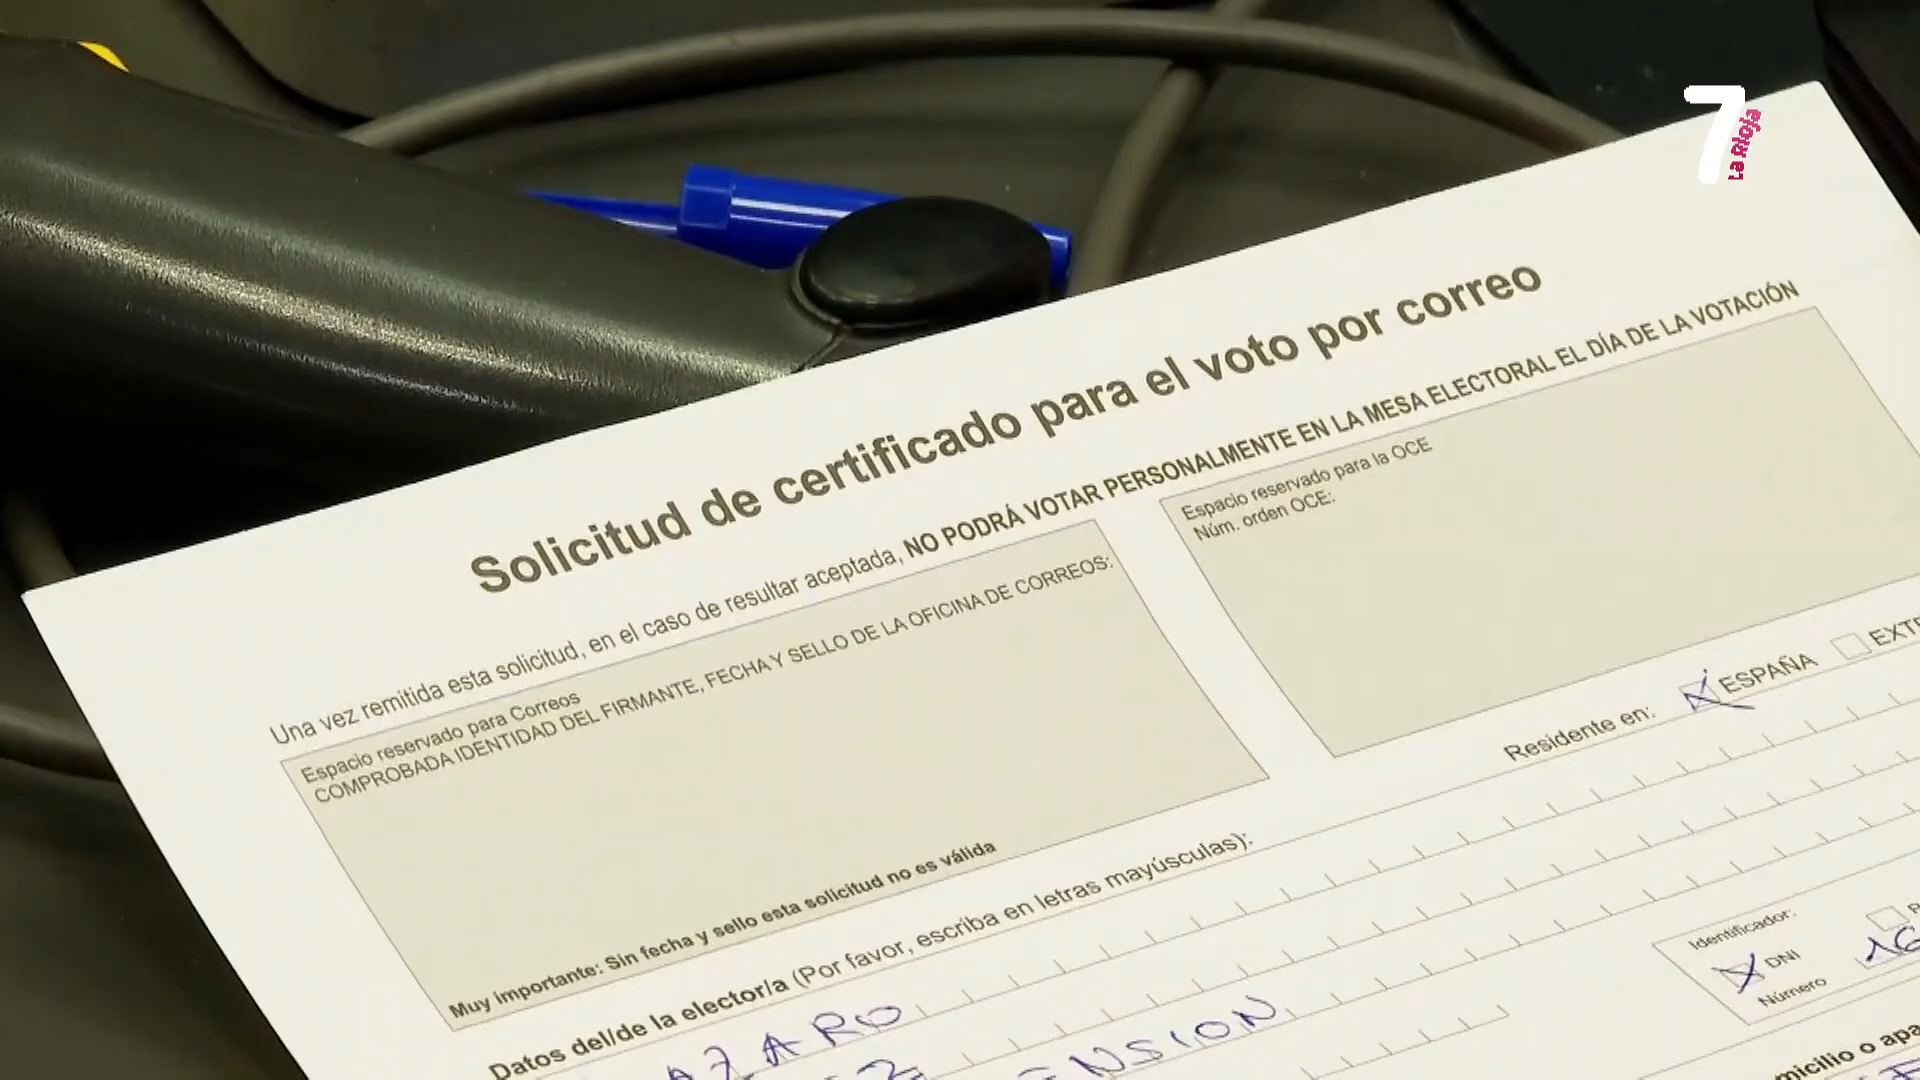 7
La Rioja
Solicitud de certificado para el voto por correo
Una vez remitida esta solicitud, en el caso de resultar aceptada, NO PODRÁ VOTAR PERSONALMENTE EN LA MESA ELECTORAL EL DÍA DE LA VOTACIÓN
Espacio reservado para Correos
COMPROBADA IDENTIDAD DEL FIRMANTE, FECHA Y SELLO DE LA OFICINA DE CORREOS:
Muy importante: Sin fecha y sello esta solicitud no es válida
Espacio reservado para la OCE
Núm. orden OCE:
Residente en: ESPAÑA
Datos del/de la elector/a (Por favor, escriba en letras mayúsculas):
Identificador:
DNI
Número